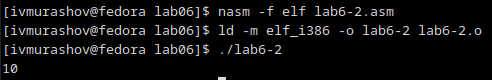 [ivmurashov@fedora lab06]$ nasm -f elf lab6-2.asm
[ivmurashov@fedora lab06]$ ld -m elf_i386 -o lab6-2 lab6-2.o
[ivmurashov@fedora lab06]$ ./lab6-2
10